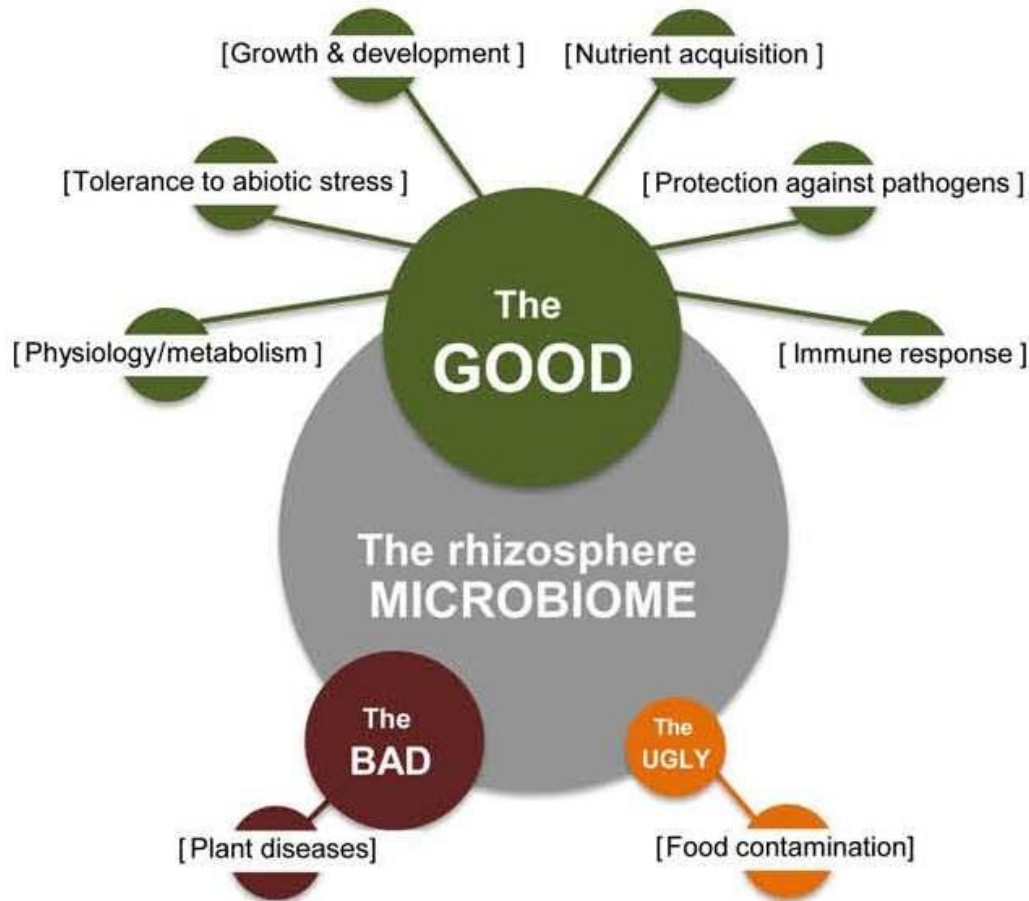 [Growth & development ]
[Nutrient acquisition ]
[Tolerance to abiotic stress ]
[Protection against pathogens ]
[Physiology/metabolism ]
[Immune response ]
The
GOOD
The rhizosphere
MICROBIOME
The
BAD
The
UGLY
[Plant diseases]
[Food contamination]